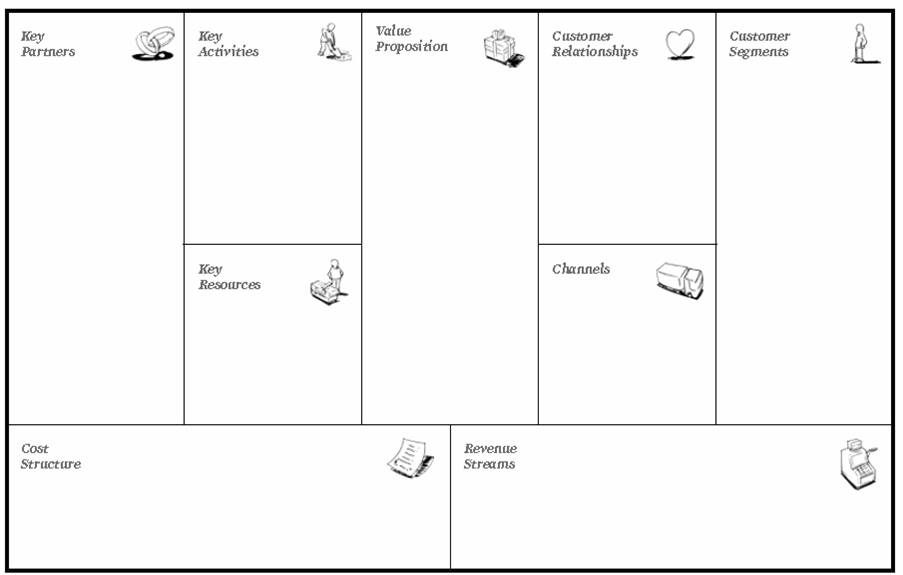 Key
Partners
Key
Activities
Value
Proposition
Customer
Relationships
Customer
Segments
Key
Resources
Channels
Cost
Structure
Revenue
Streams